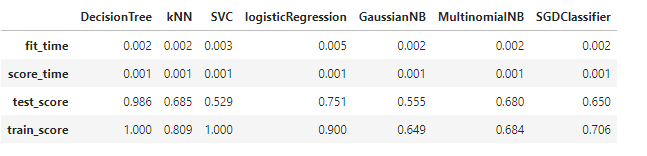 DecisionTree kNN SVC logisticRegression GaussianNB MultinomialNB SGDClassifier
fit_time 0.002 0.002 0.003 0.005 0.002 0.002 0.002
score_time 0.001 0.001 0.001 0.001 0.001 0.001 0.001
test_score 0.986 0.685 0.529 0.751 0.555 0.680 0.650
train_score 1.000 0.809 1.000 0.900 0.649 0.684 0.706